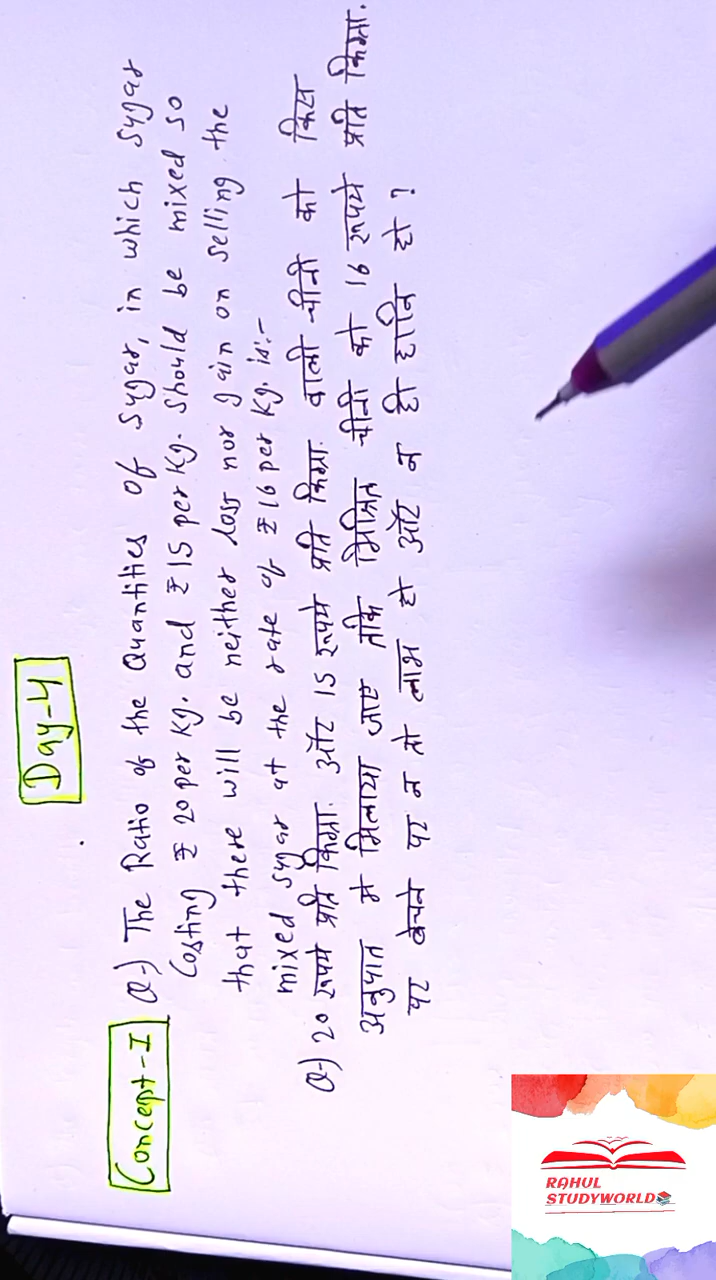 Day-4
Concept-I Q→) The Ratio of the Quantities of Sugar, in which Sugar
Costing ₹ 20 per Kg. and ₹ 15 per Kg. Should be mixed so
that there will be neither loss nor gain on selling the
mixed Sugar at the rate of ₹ 16 per Kg. is:-
Q→) 20 रूपये प्रति किग्रा. और 15 रूपये प्रति किग्रा. वाली चीनी को किस
अनुपात में मिलाया जाए ताकि मिश्रित चीनी को 16 रूपये प्रति किग्रा.
पर बेचने पर न तो लाभ हो और न ही हानि हो ?
RAHUL
STUDYWORLD